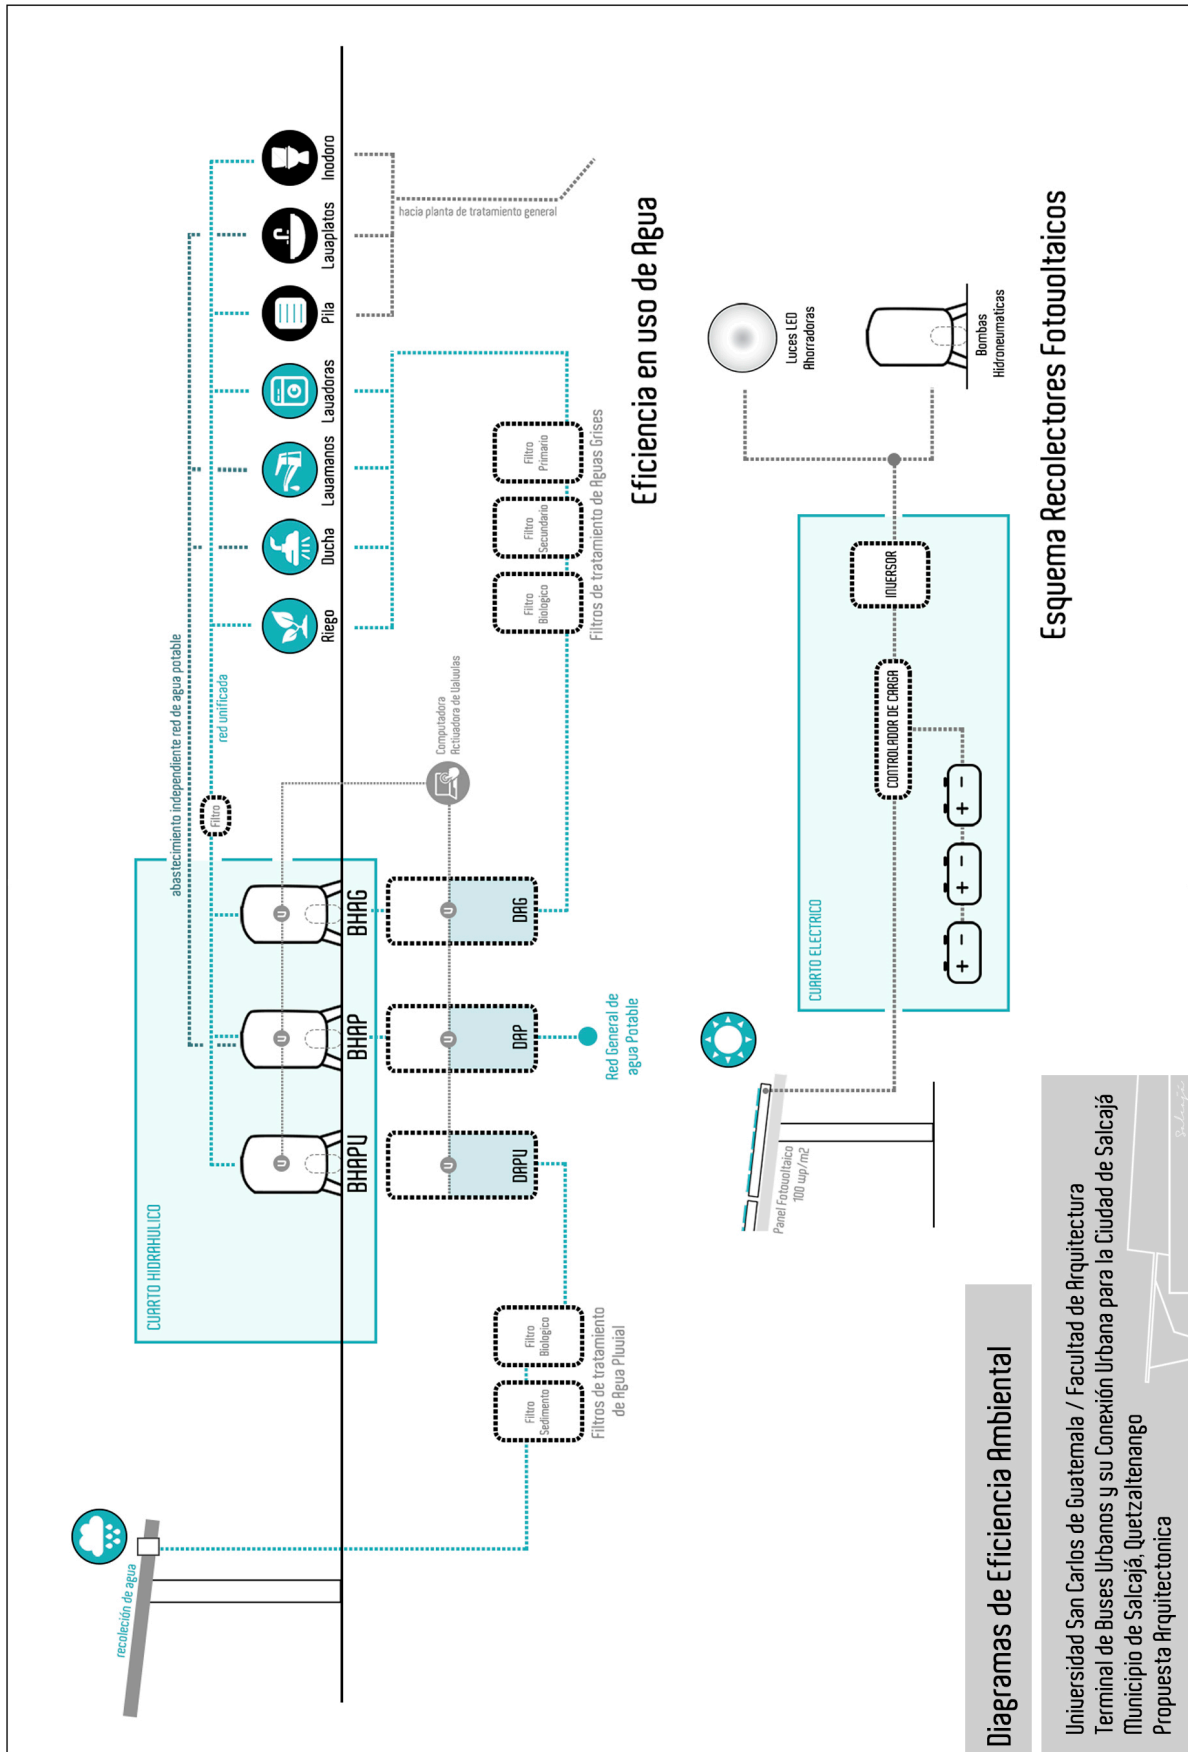 recoleción de agua
CUARTO HIDRAHULICO
abastecimiento independiente red de agua potable
red unificada
Filtro
Riego
Ducha
Lavamanos
Lavadoras
Pila
Lavaplatos
Inodoro
BHAPV
BHAP
BHAG
V
V
V
V
V
V
DAPV
DAP
DAG
Computadora
Activadora de Valvulas
hacia planta de tratamiento general
Filtro
Sedimento
Filtro
Biologico
Filtros de tratamiento
de Agua Pluvial
Red General de
agua Potable
Filtro
Biologico
Filtro
Secundario
Filtro
Primario
Filtros de tratamiento de Aguas Grises
Eficiencia en uso de Agua
Panel Fotovoltaico
100 wp/m2
CUARTO ELECTRICO
CONTROLADOR DE CARGA
INVERSOR
+ -
+ -
+ -
Luces LED
Ahorradoras
Bombas
Hidroneumaticas
Esquema Recolectores Fotovoltaicos
Diagramas de Eficiencia Ambiental
Universidad San Carlos de Guatemala / Facultad de Arquitectura
Terminal de Buses Urbanos y su Conexión Urbana para la Ciudad de Salcajá
Municipio de Salcajá, Quetzaltenango
Propuesta Arquitectonica
Salcajá